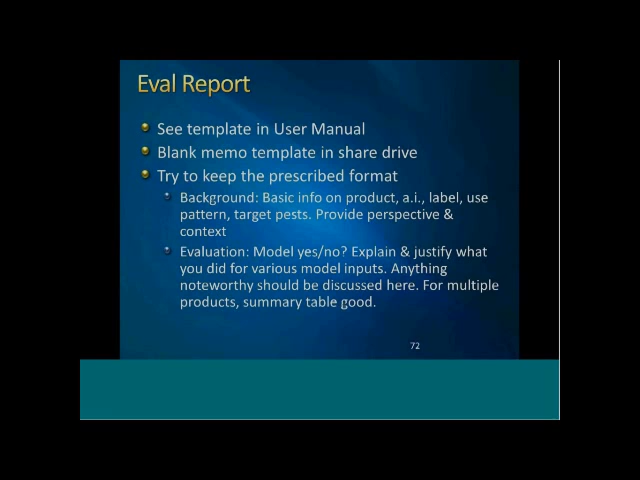 Eval Report
See template in User Manual
Blank memo template in share drive
Try to keep the prescribed format
Background: Basic info on product, a.i., label, use
pattern, target pests. Provide perspective &
context
Evaluation: Model yes/no? Explain & justify what
you did for various model inputs. Anything
noteworthy should be discussed here. For multiple
products, summary table good.
72